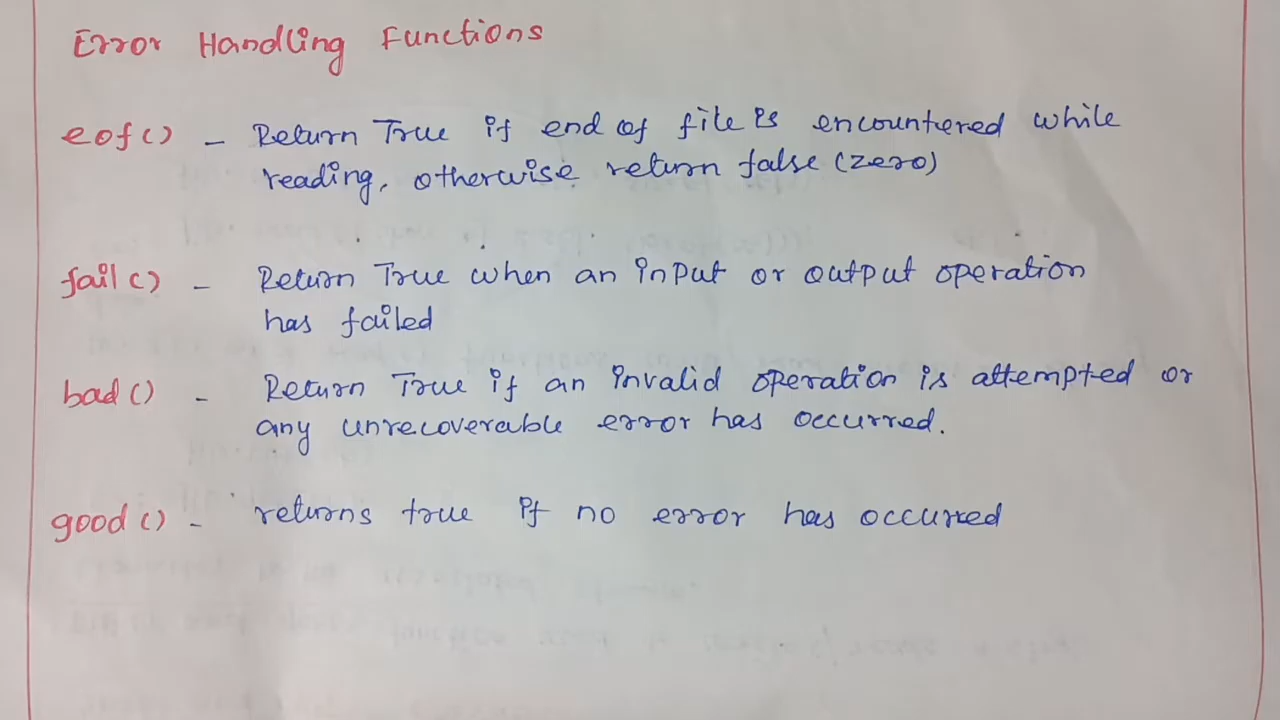 Error Handling Functions
eof() - Return True if end of file is encountered while
reading, otherwise return false (zero)
fail() - Return True when an input or output operation
has failed
bad() - Return True if an invalid operation is attempted or
any unrecoverable error has occurred.
good() - returns true if no error has occurred